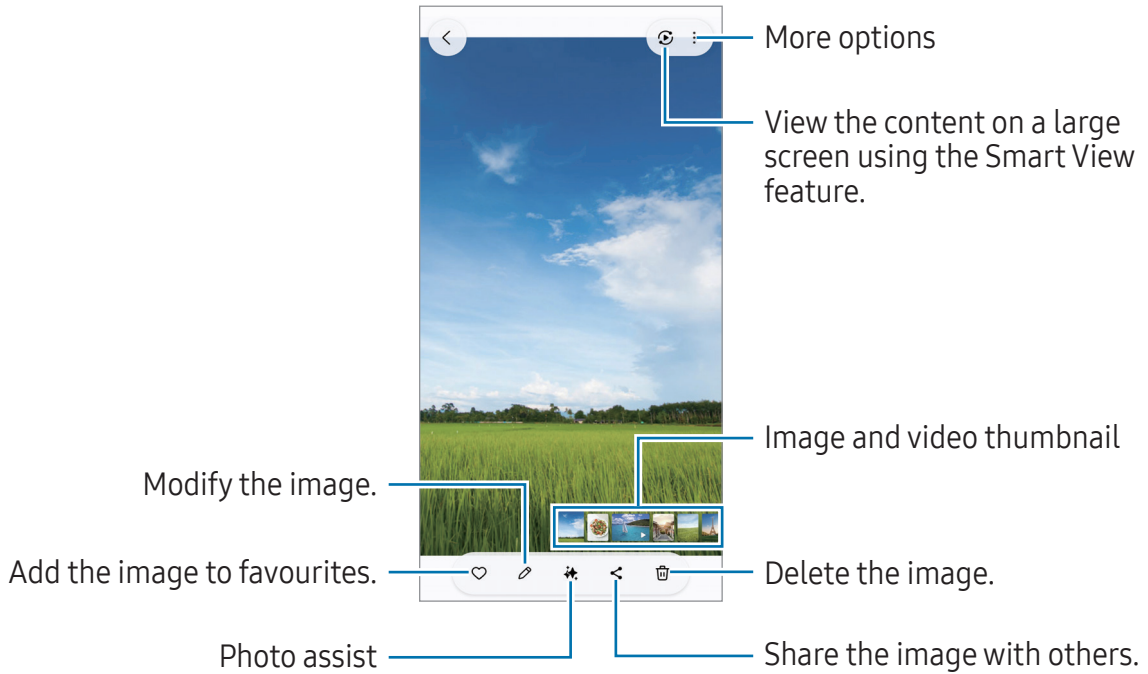 More options
View the content on a large
screen using the Smart View
feature.
Image and video thumbnail
Modify the image.
Add the image to favourites.
Delete the image.
Photo assist
Share the image with others.